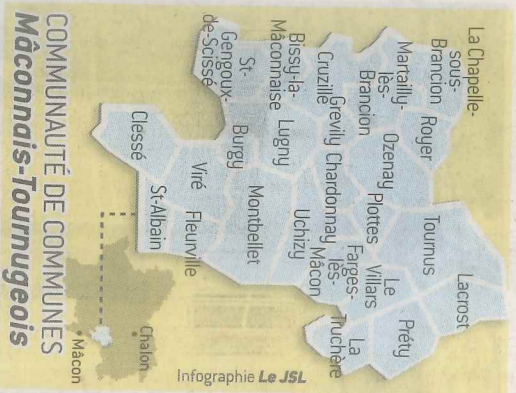 La Chapelle-
sous-
Brancion
Martailly-
lès-
Brancion
Royer
Ozenay
Plottes
Tournus
Lacrost
Préty
Le
Villars
La
Truchère
Farges-
lès-
Mâcon
Cruzille
Grevily
Chardonnay
Uchizy
Bissy-la-
Mâconnaise
Lugny
St-
Gengoux-
de-Scissé
Burgy
Montbellet
Viré
Fleurville
Clessé
St-Albain
COMMUNAUTÉ DE COMMUNES
Mâconnais-Tournugeois
Chalon
Mâcon
Infographie Le JSL